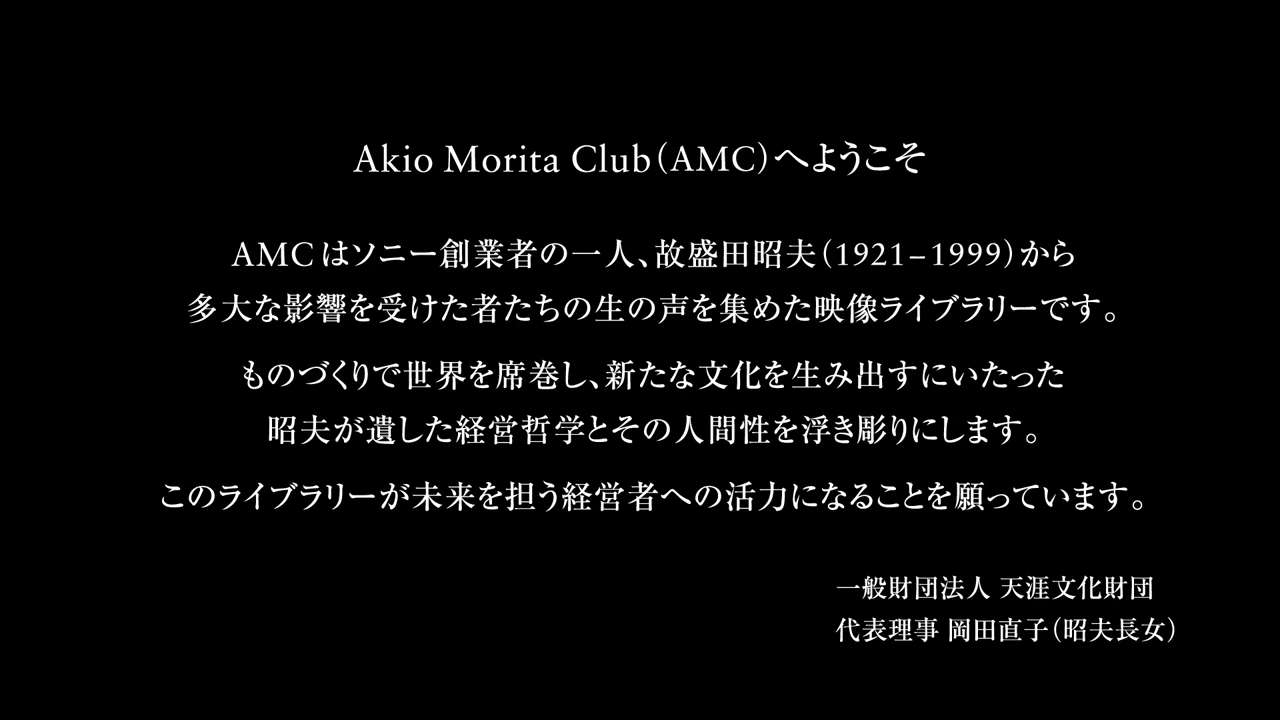 Akio Morita Club（AMC）へようこそ
AMCはソニー創業者の一人、故盛田昭夫（1921–1999）から
多大な影響を受けた者たちの生の声を集めた映像ライブラリーです。
ものづくりで世界を席巻し、新たな文化を生み出すにいたった
昭夫が遺した経営哲学とその人間性を浮き彫りにします。
このライブラリーが未来を担う経営者への活力になることを願っています。
一般財団法人 天涯文化財団
代表理事 岡田直子（昭夫長女）